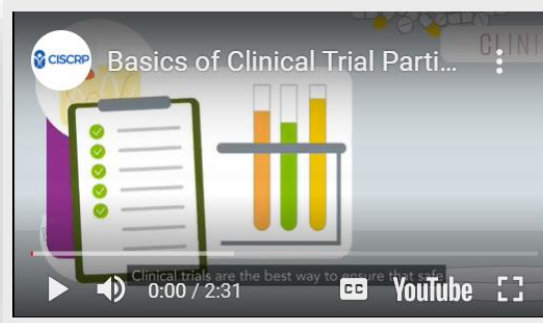 CISCRP
Basics of Clinical Trial Parti...
CLINI
Clinical trials are the best way to ensure that safe
0:00 / 2:31
CC
YouTube